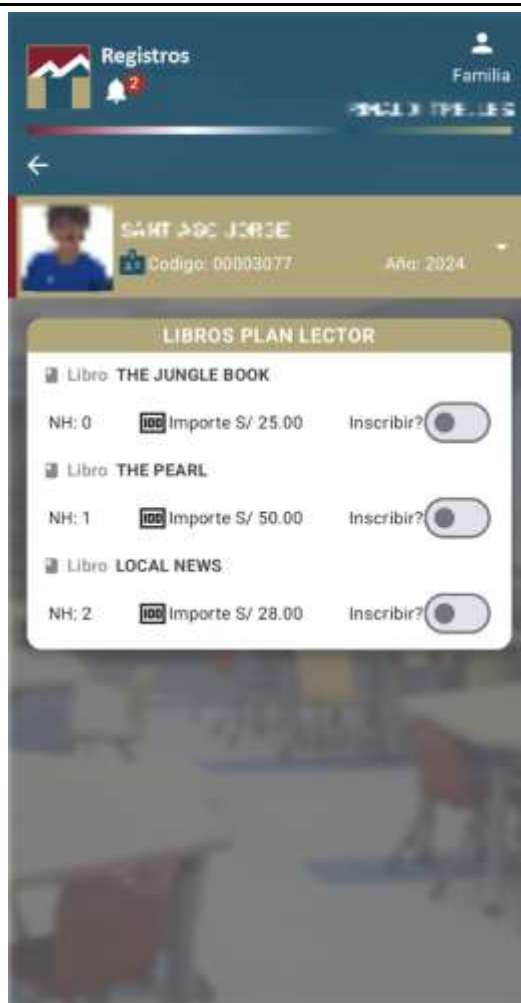 Registros
2
Familia
Codigo: 00003077 Año: 2024
LIBROS PLAN LECTOR
Libro THE JUNGLE BOOK
NH: 0 Importe S/ 25.00 Inscribir?
Libro THE PEARL
NH: 1 Importe S/ 50.00 Inscribir?
Libro LOCAL NEWS
NH: 2 Importe S/ 28.00 Inscribir?